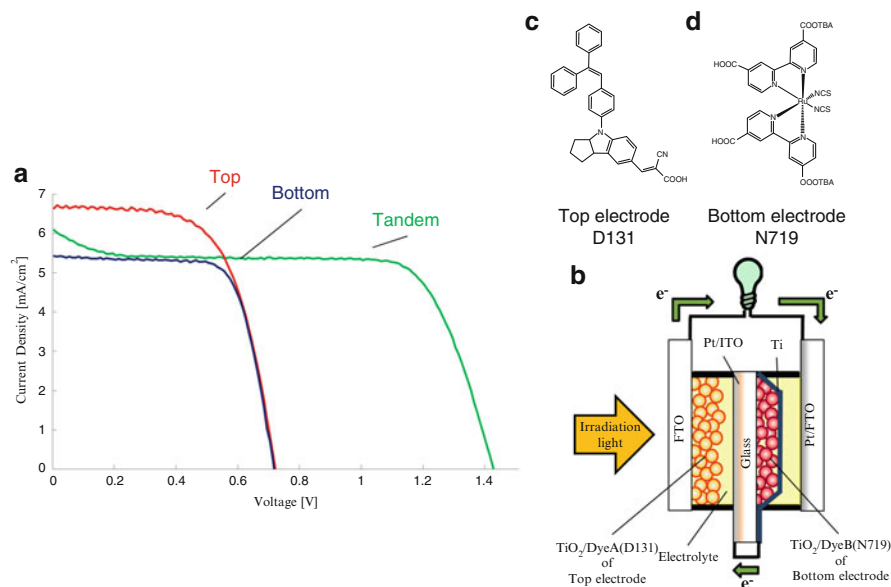 a
Top
Bottom
Tandem
7
6
5
4
3
2
1
0
Current Density [mA/cm²]
0
0.2
0.4
0.6
0.8
1
1.2
1.4
Voltage [V]
c
CN
COOH
N
Top electrode
D131
d
COOTBA
HOOC
N
N
NCS
Ru
NCS
N
HOOC
N
OOOTBA
Bottom electrode
N719
b
e-
e-
Pt/ITO
Ti
Irradiation
light
FTO
Glass
Pt/FTO
TiO₂/DyeA(D131)
of
Top electrode
Electrolyte
TiO₂/DyeB(N719)
of
Bottom electrode
e-